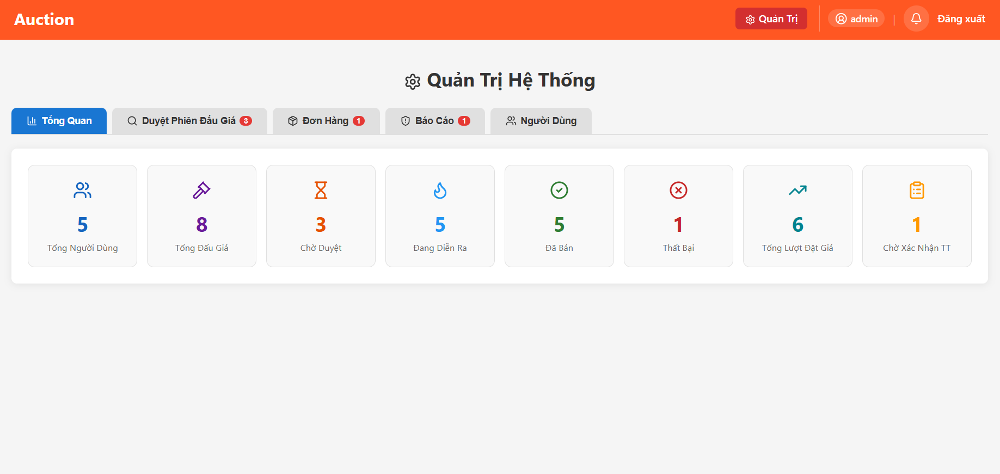 Auction
Quản Trị
admin
|
Đăng xuất
Quản Trị Hệ Thống
Tổng Quan
Duyệt Phiên Đấu Giá 3
Đơn Hàng 1
Báo Cáo 1
Người Dùng
5
Tổng Người Dùng
8
Tổng Đấu Giá
3
Chờ Duyệt
5
Đang Diễn Ra
5
Đã Bán
1
Thất Bại
6
Tổng Lượt Đặt Giá
1
Chờ Xác Nhận TT